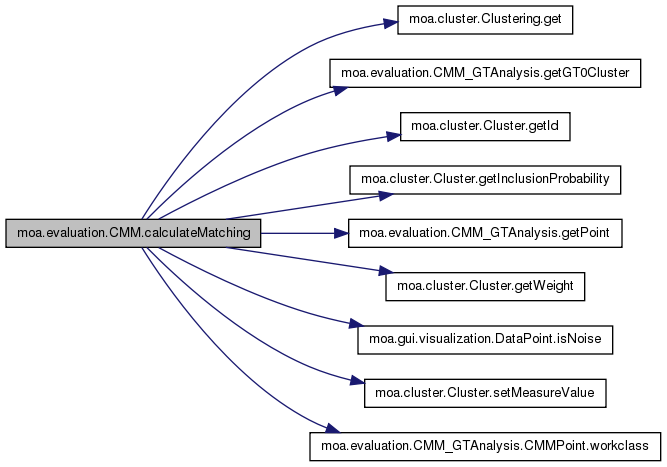 moa.cluster.Clustering.get
moa.evaluation.CMM_GTAnalysis.getGT0Cluster
moa.cluster.Cluster.getId
moa.cluster.Cluster.getInclusionProbability
moa.evaluation.CMM.calculateMatching
moa.evaluation.CMM_GTAnalysis.getPoint
moa.cluster.Cluster.getWeight
moa.gui.visualization.DataPoint.isNoise
moa.cluster.Cluster.setMeasureValue
moa.evaluation.CMM_GTAnalysis.CMMPoint.workclass